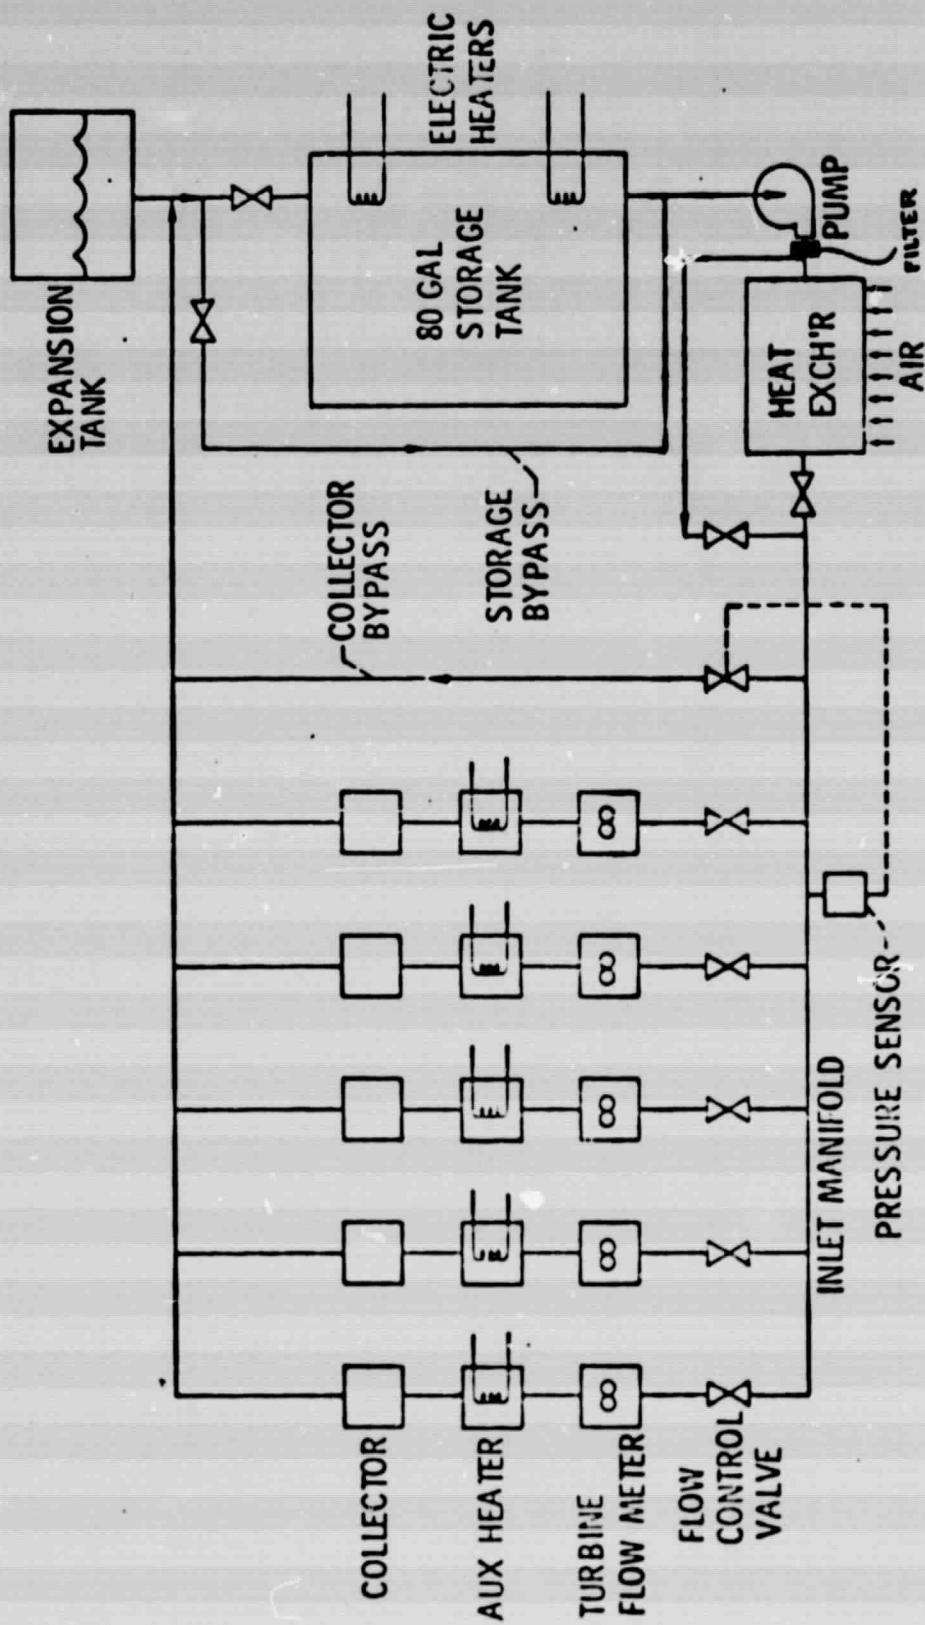 EXPANSION
TANK
ELECTRIC
HEATERS
80 GAL
STORAGE
TANK
COLLECTOR
BYPASS
STORAGE
BYPASS
PUMP
FILTER
HEAT
EXCH'R
AIR
COLLECTOR
AUX HEATER
TURBINE
FLOW METER
FLOW
CONTROL
VALVE
INLET MANIFOLD
PRESSURE SENSOR